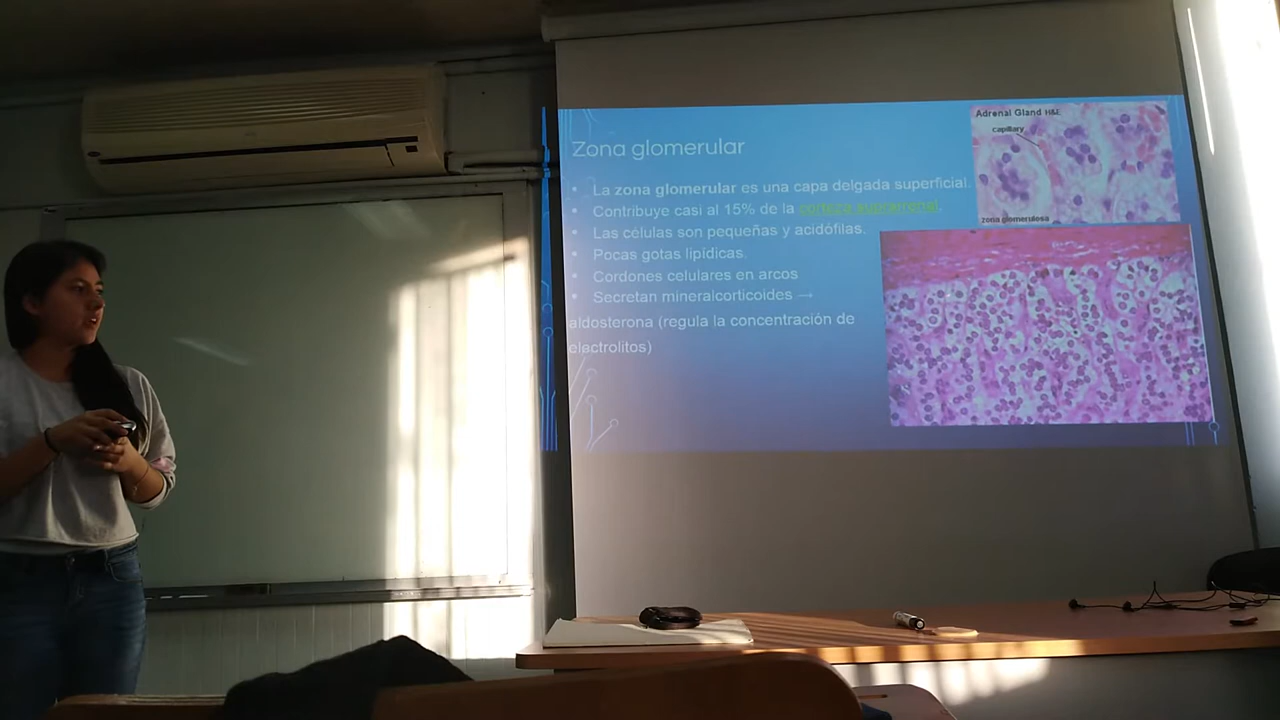 Zona glomerular
La zona glomerular es una capa delgada superficial.
Contribuye casi al 15% de la corteza suprarrenal.
Las células son pequeñas y acidófilas.
Pocas gotas lipídicas.
Cordones celulares en arcos
Secretan mineralcorticoides →
aldosterona (regula la concentración de
electrolitos)
Adrenal Gland H&E
capillary
zona glomerulosa